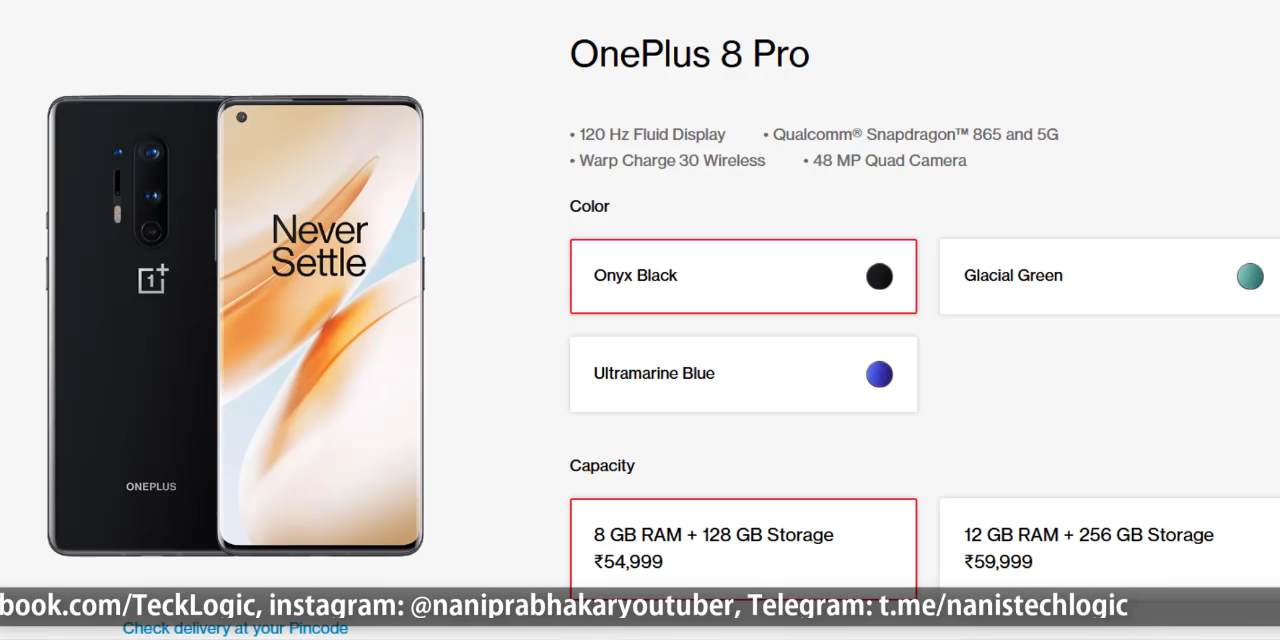 OnePlus 8 Pro
• 120 Hz Fluid Display • Qualcomm® Snapdragon™ 865 and 5G
• Warp Charge 30 Wireless • 48 MP Quad Camera
Color
Onyx Black
Glacial Green
Ultramarine Blue
Capacity
8 GB RAM + 128 GB Storage
₹54,999
12 GB RAM + 256 GB Storage
₹59,999
Never
Settle
1+
ONEPLUS
book.com/TeckLogic, instagram: @naniprabhakaryoutuber, Telegram: t.me/nanistechlogic
Check delivery at your Pincode